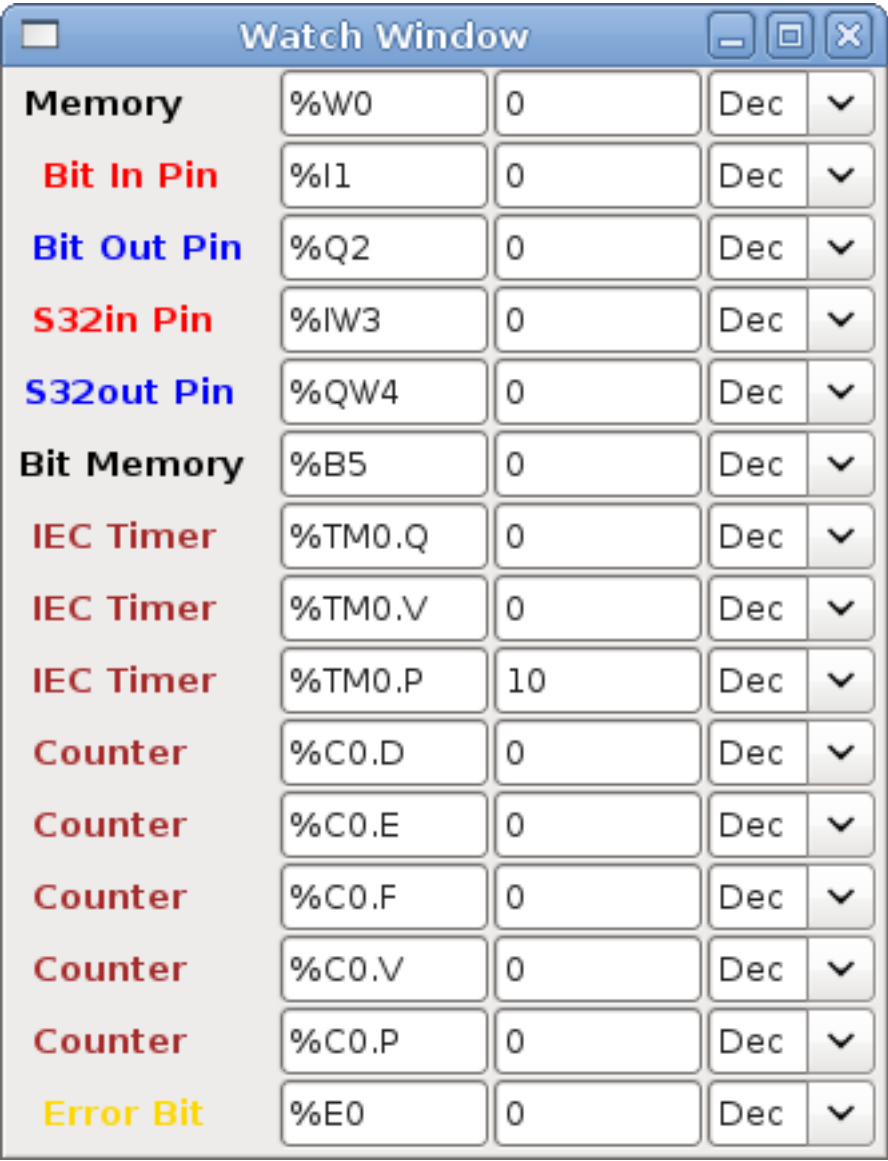 Watch Window
Memory %W0 0 Dec
Bit In Pin %I1 0 Dec
Bit Out Pin %Q2 0 Dec
S32in Pin %IW3 0 Dec
S32out Pin %QW4 0 Dec
Bit Memory %B5 0 Dec
IEC Timer %TM0.Q 0 Dec
IEC Timer %TM0.V 0 Dec
IEC Timer %TM0.P 10 Dec
Counter %C0.D 0 Dec
Counter %C0.E 0 Dec
Counter %C0.F 0 Dec
Counter %C0.V 0 Dec
Counter %C0.P 0 Dec
Error Bit %E0 0 Dec